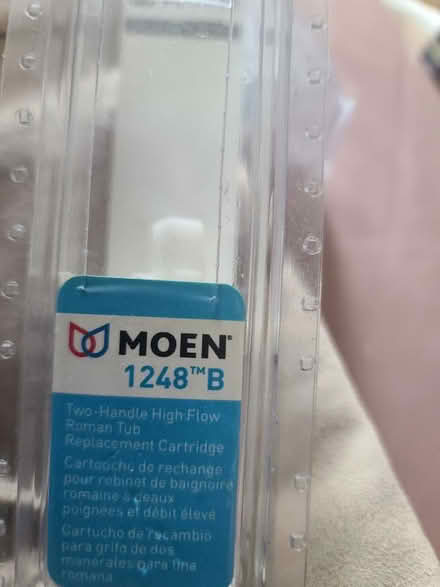 MOEN®
1248™B
Two-Handle High Flow
Roman Tub
Replacement Cartridge
Cartouche de rechange
pour robinet de baignoire
romaine à deux
poignées et débit élevé
Cartucho de recambio
para grifo de dos
manerales para tina
romana